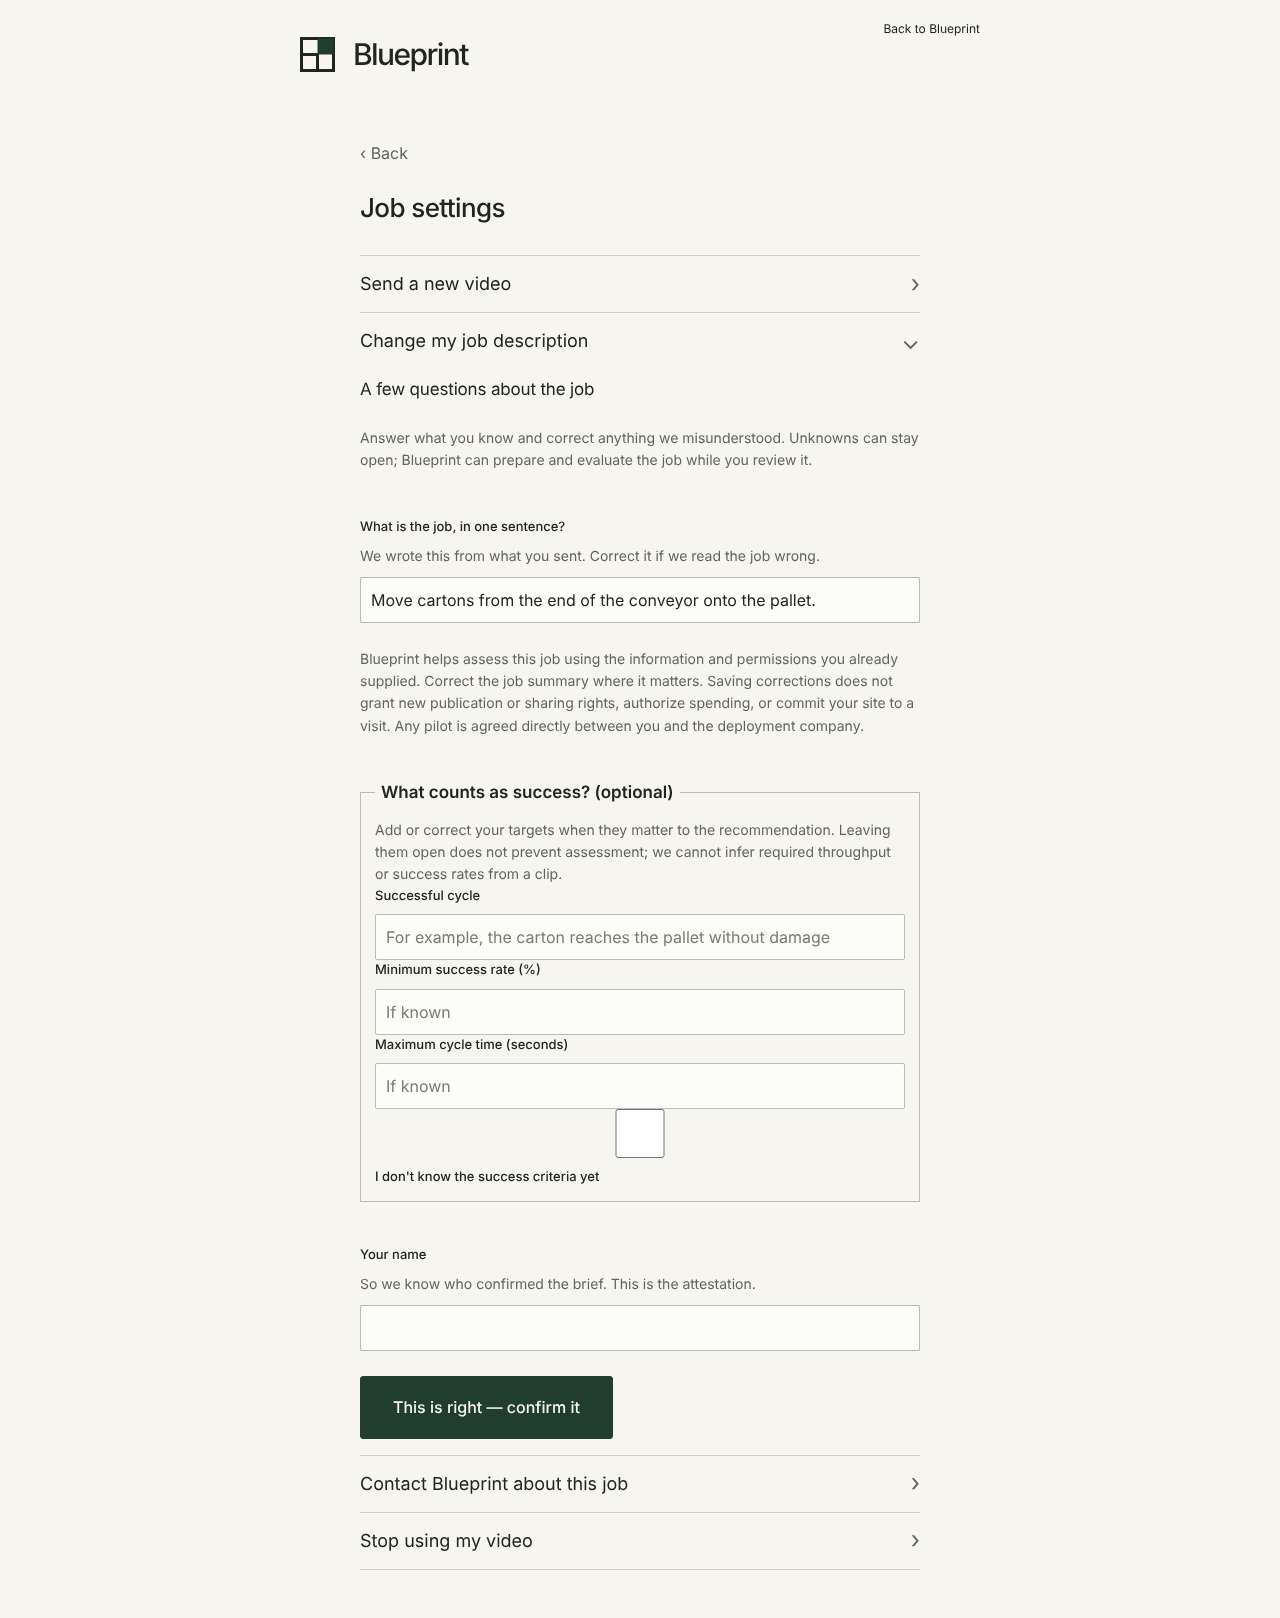 Back to Blueprint
Blueprint
‹ Back
Job settings
Send a new video
Change my job description
A few questions about the job
Answer what you know and correct anything we misunderstood. Unknowns can stay
open; Blueprint can prepare and evaluate the job while you review it.
What is the job, in one sentence?
We wrote this from what you sent. Correct it if we read the job wrong.
Move cartons from the end of the conveyor onto the pallet.
Blueprint helps assess this job using the information and permissions you already
supplied. Correct the job summary where it matters. Saving corrections does not
grant new publication or sharing rights, authorize spending, or commit your site to a
visit. Any pilot is agreed directly between you and the deployment company.
What counts as success? (optional)
Add or correct your targets when they matter to the recommendation. Leaving
them open does not prevent assessment; we cannot infer required throughput
or success rates from a clip.
Successful cycle
For example, the carton reaches the pallet without damage
Minimum success rate (%)
If known
Maximum cycle time (seconds)
If known
I don't know the success criteria yet
Your name
So we know who confirmed the brief. This is the attestation.
This is right — confirm it
Contact Blueprint about this job
Stop using my video